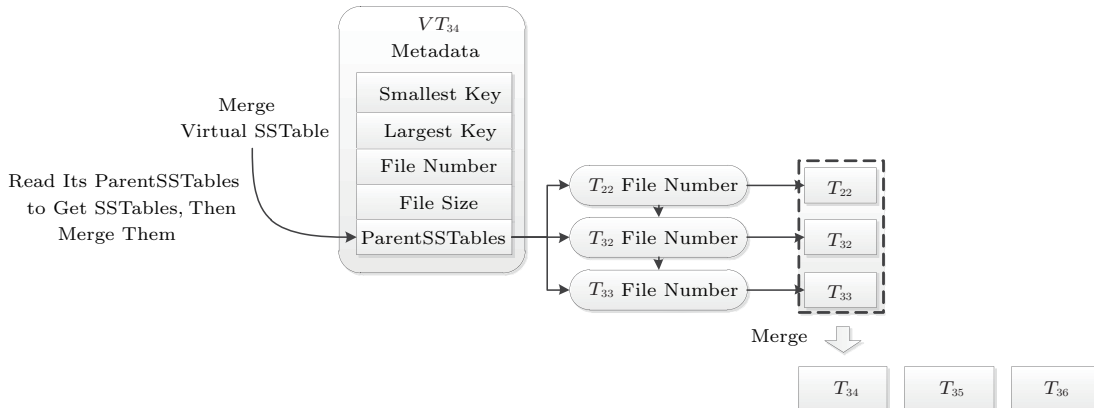 VT₃₄
Metadata
Smallest Key
Largest Key
File Number
File Size
ParentSSTables
Merge
Virtual SSTable
Read Its ParentSSTables
to Get SSTables, Then
Merge Them
T₂₂ File Number
T₃₂ File Number
T₃₃ File Number
T₂₂
T₃₂
T₃₃
Merge
T₃₄
T₃₅
T₃₆